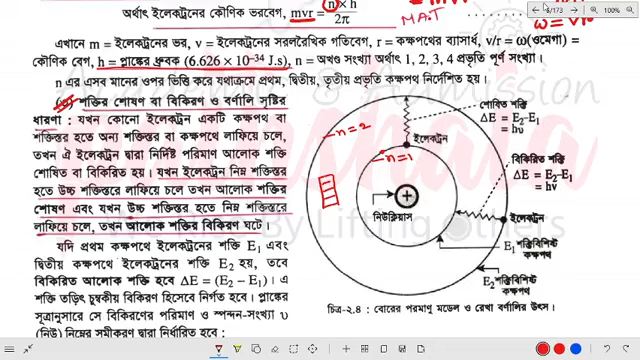 অর্থাৎ ইলেকট্রনের কৌণিক ভরবেগ, mvr = n × h / 2π
M.A.T
এখানে m = ইলেকট্রনের ভর, v = ইলেকট্রনের সরলরৈখিক গতিবেগ, r = কক্ষপথের ব্যাসার্ধ, v/r = ω(ওমেগা) =
কৌণিক বেগ, h = প্লাঙ্কের ধ্রুবক (6.626 × 10⁻³⁴ J.s), n = অখণ্ড সংখ্যা অর্থাৎ 1, 2, 3, 4 প্রভৃতি পূর্ণ সংখ্যা।
n এর এসব মানের ওপর ভিত্তি করে যথাক্রমে প্রথম, দ্বিতীয়, তৃতীয় প্রভৃতি কক্ষপথ নির্দেশিত হয়।
শক্তির শোষণ বা বিকিরণ ও বর্ণালি সৃষ্টির
ধারণা : যখন কোনো ইলেকট্রন একটি কক্ষপথ বা
শক্তিস্তর হতে অন্য শক্তিস্তর বা কক্ষপথে লাফিয়ে চলে,
তখন ঐ ইলেকট্রন দ্বারা নির্দিষ্ট পরিমাণ আলোক শক্তি
শোষিত বা বিকিরিত হয়। যখন ইলেকট্রন নিম্ন শক্তিস্তর
হতে উচ্চ শক্তিস্তরে লাফিয়ে চলে তখন আলোক শক্তির
শোষণ এবং যখন উচ্চ শক্তিস্তর হতে নিম্ন শক্তিস্তরে
লাফিয়ে চলে, তখন আলোক শক্তির বিকিরণ ঘটে।
যদি প্রথম কক্ষপথে ইলেকট্রনের শক্তি E₁ এবং
দ্বিতীয় কক্ষপথে ইলেকট্রনের শক্তি E₂ হয়, তবে
বিকিরিত আলোক শক্তি হবে ΔE = (E₂ – E₁)। এ
শক্তি তড়িৎ চুম্বকীয় বিকিরণ হিসেবে নির্গত হয়। প্লাঙ্কের
সূত্রানুসারে সে বিকিরণের পরিমাণ ও স্পন্দন-সংখ্যা υ
(নিউ) নিম্নের সমীকরণ দ্বারা নির্ধারিত হবে :
n=2
n=1
শোষিত শক্তি
ΔE = E₂–E₁
= hυ
ইলেকট্রন
বিকিরিত শক্তি
ΔE = E₂–E₁
= hυ
নিউক্লিয়াস
ইলেকট্রন
E₁ শক্তিবিশিষ্ট
কক্ষপথ
E₂ শক্তিবিশিষ্ট
কক্ষপথ
চিত্র-২.৪ : বোরের পরমাণু মডেল ও রেখা বর্ণালির উৎস।